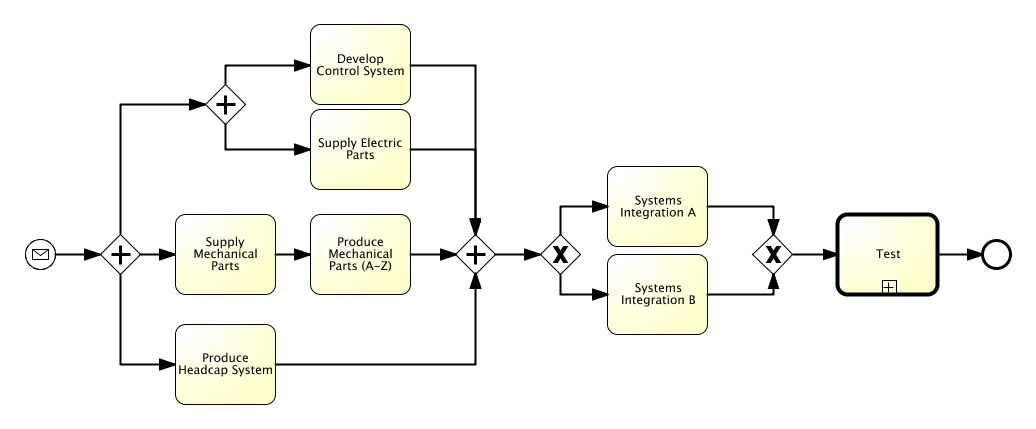 Develop
Control System
Supply Electric
Parts
Supply
Mechanical
Parts
Produce
Mechanical
Parts (A-Z)
Produce
Headcap System
Systems
Integration A
Systems
Integration B
Test